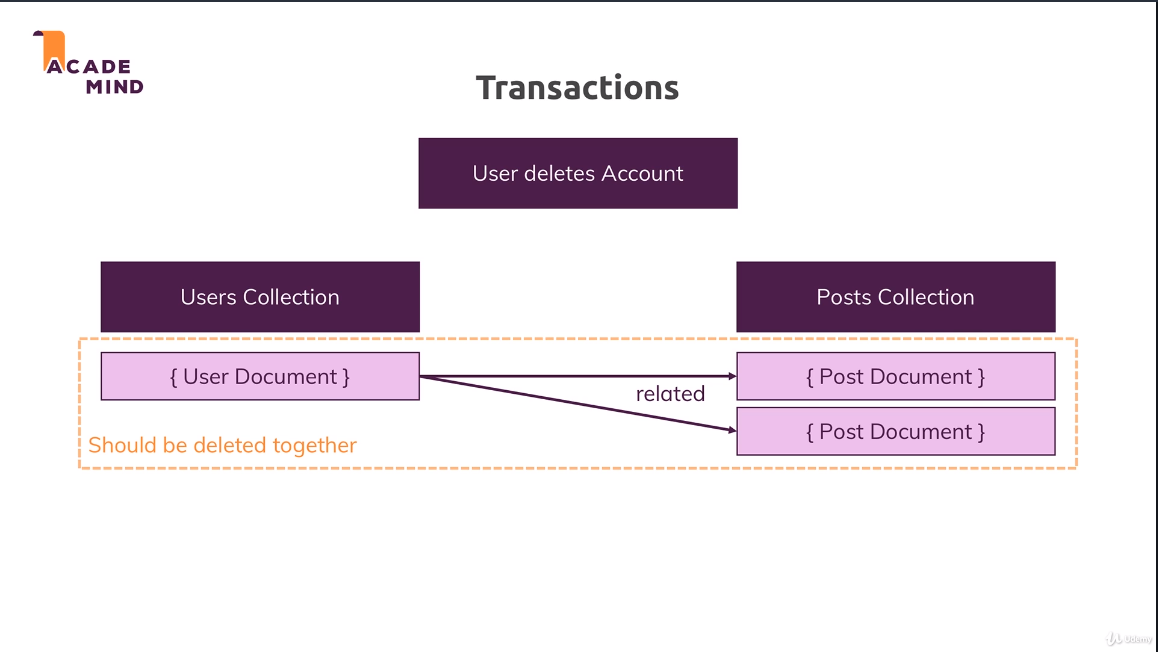 ACADE
MIND
Transactions
User deletes Account
Users Collection
Posts Collection
{ User Document }
{ Post Document }
related
{ Post Document }
Should be deleted together
Udemy